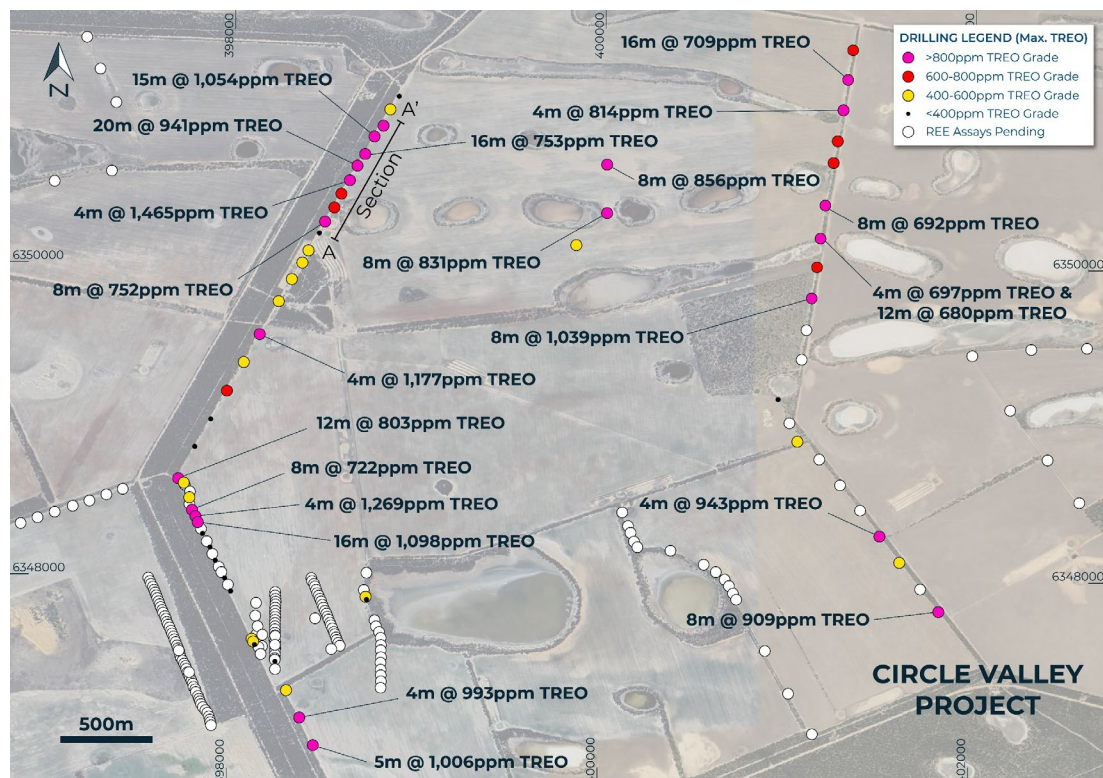 398000
400000
N
DRILLING LEGEND (Max. TREO)
>800ppm TREO Grade
600-800ppm TREO Grade
400-600ppm TREO Grade
<400ppm TREO Grade
REE Assays Pending
16m @ 709ppm TREO
15m @ 1,054ppm TREO
A'
4m @ 814ppm TREO
20m @ 941ppm TREO
16m @ 753ppm TREO
Section
8m @ 856ppm TREO
4m @ 1,465ppm TREO
8m @ 692ppm TREO
A
6350000
8m @ 831ppm TREO
6350000
8m @ 752ppm TREO
4m @ 697ppm TREO &
12m @ 680ppm TREO
8m @ 1,039ppm TREO
4m @ 1,177ppm TREO
12m @ 803ppm TREO
8m @ 722ppm TREO
4m @ 1,269ppm TREO
4m @ 943ppm TREO
16m @ 1,098ppm TREO
6348000
6348000
8m @ 909ppm TREO
CIRCLE VALLEY
PROJECT
4m @ 993ppm TREO
500m
5m @ 1,006ppm TREO